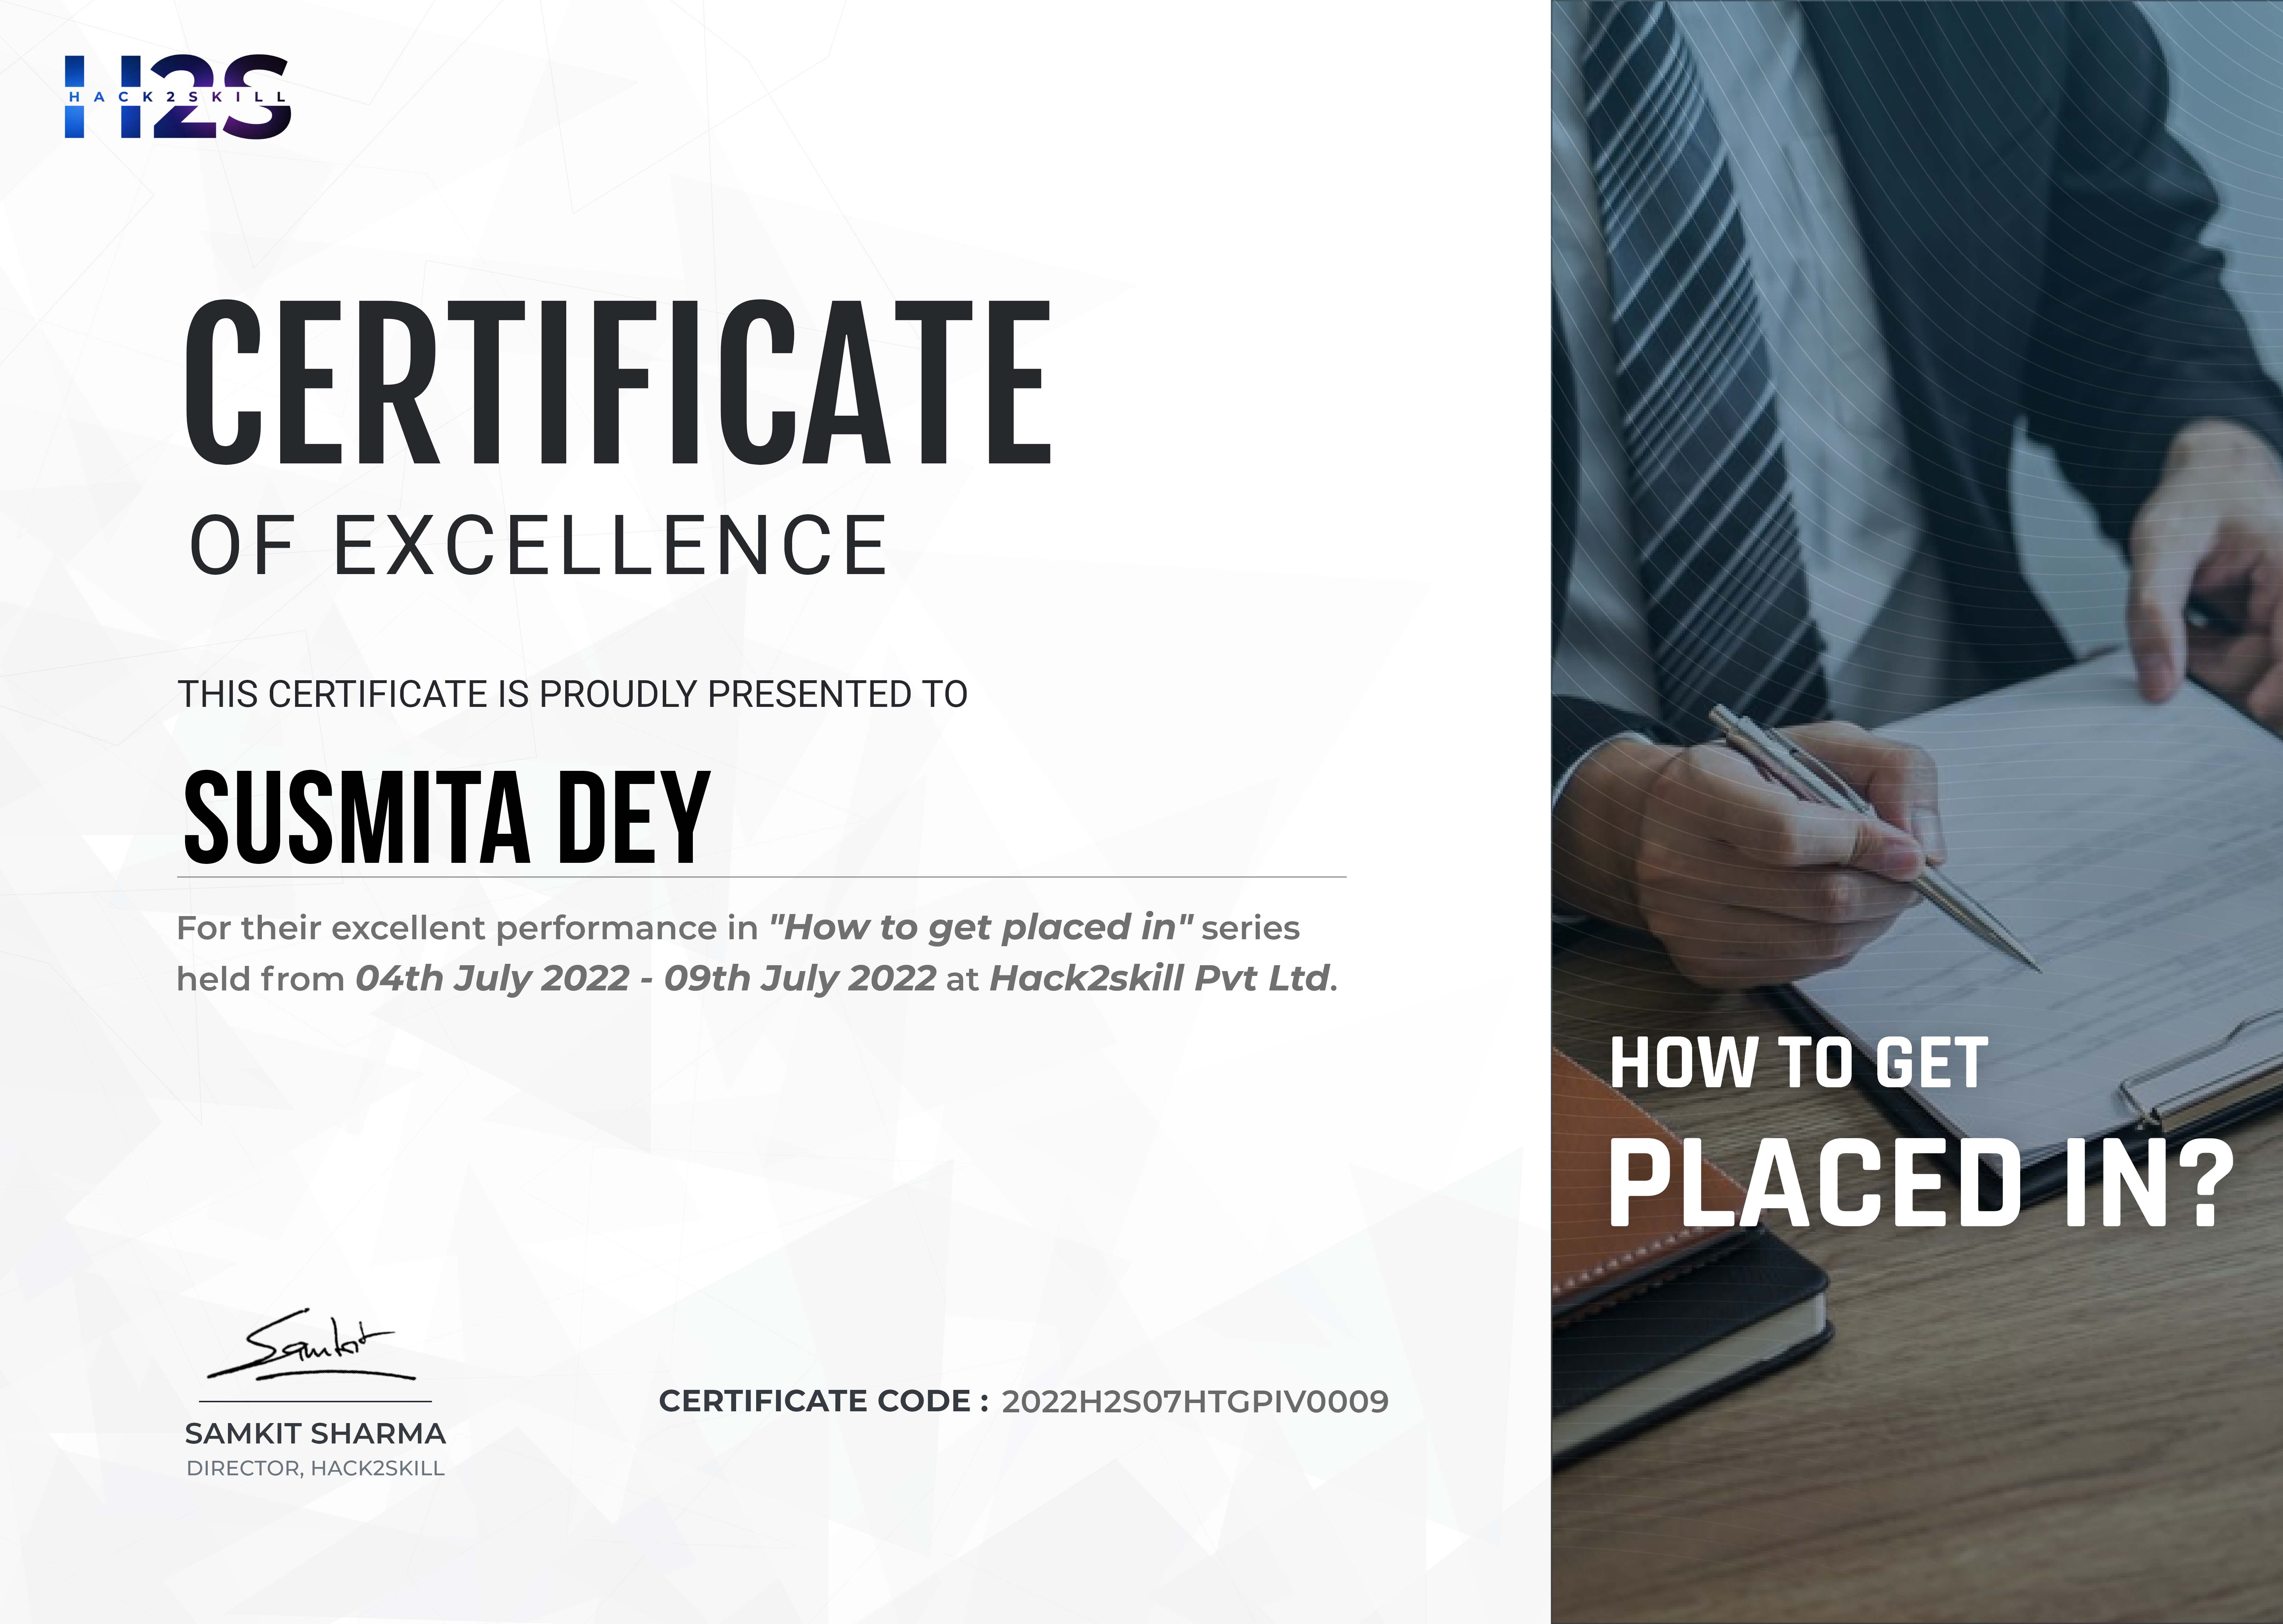 H2S
HACK2SKILL
CERTIFICATE
OF EXCELLENCE
THIS CERTIFICATE IS PROUDLY PRESENTED TO
SUSMITA DEY
For their excellent performance in "How to get placed in" series
held from 04th July 2022 - 09th July 2022 at Hack2skill Pvt Ltd.
Samkit
SAMKIT SHARMA
DIRECTOR, HACK2SKILL
CERTIFICATE CODE : 2022H2S07HTGPIV0009
HOW TO GET
PLACED IN?